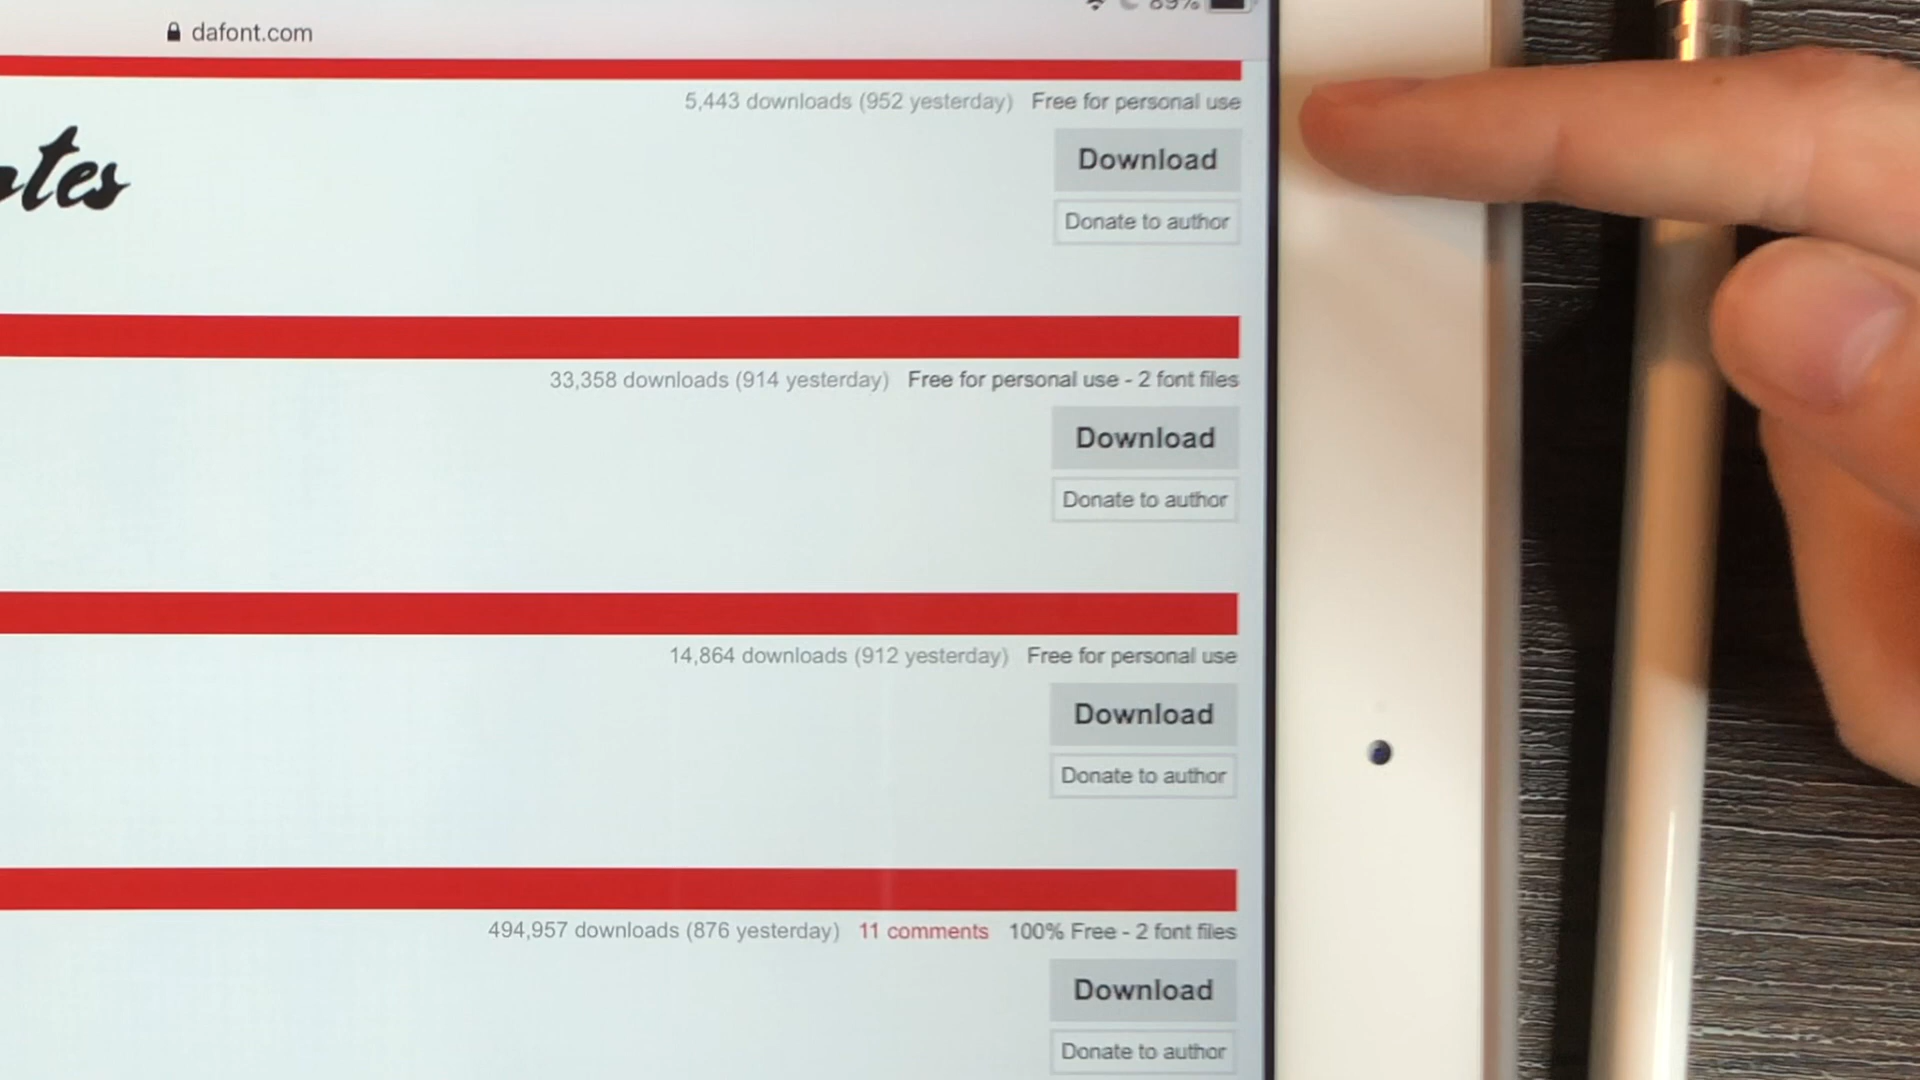 89%
dafont.com
5,443 downloads (952 yesterday) Free for personal use
Download
Donate to author
33,358 downloads (914 yesterday) Free for personal use - 2 font files
Download
Donate to author
14,864 downloads (912 yesterday) Free for personal use
Download
Donate to author
494,957 downloads (876 yesterday) 11 comments 100% Free - 2 font files
Download
Donate to author